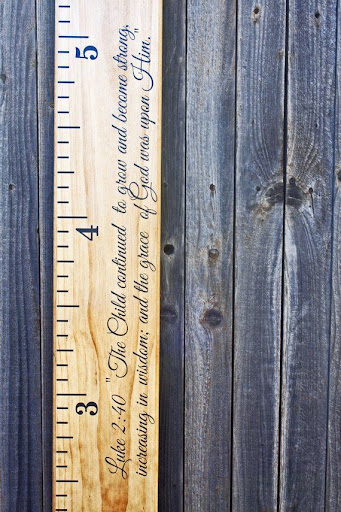 5
4
3
Luke 2:40 "The Child continued to grow and become strong,
increasing in wisdom; and the grace of God was upon Him."